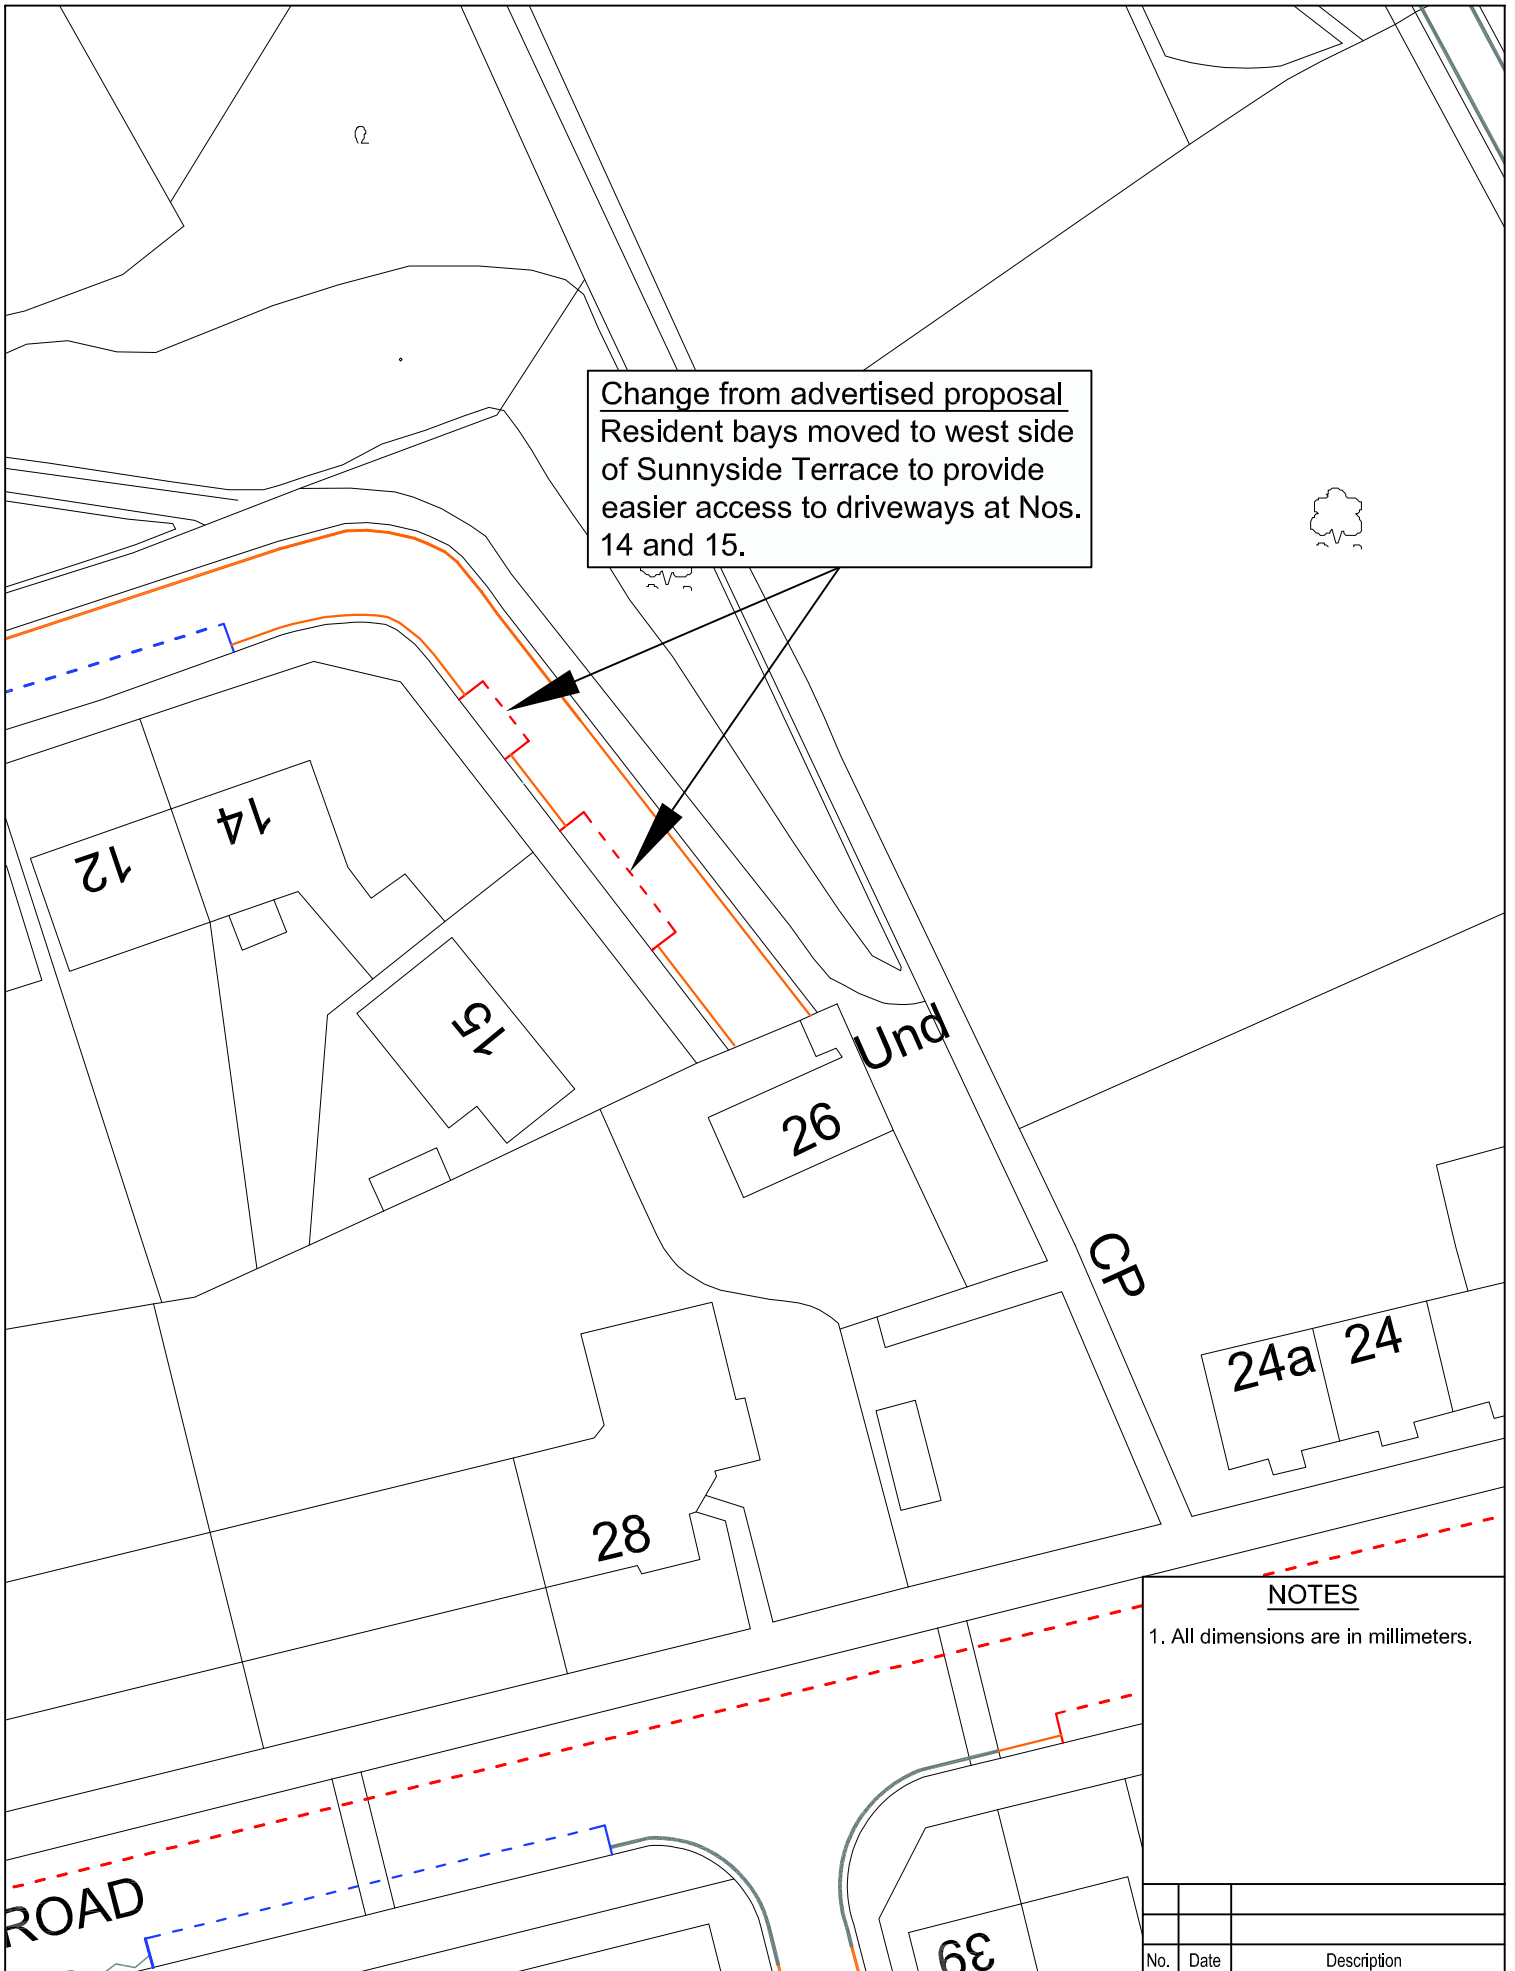 Change from advertised proposal
Resident bays moved to west side
of Sunnyside Terrace to provide
easier access to driveways at Nos.
14 and 15.
14
12
15
Und
26
CP
24a
24
28
NOTES
1. All dimensions are in millimeters.
ROAD
39
No. Date Description